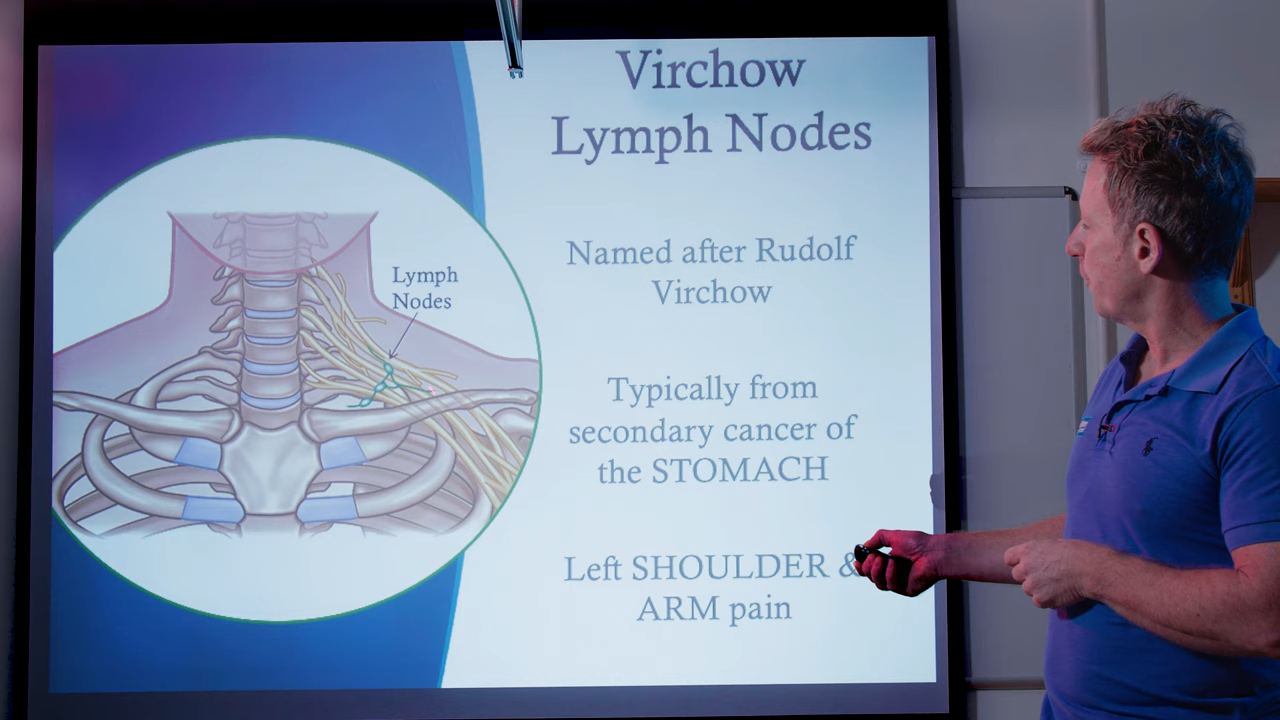 Virchow
Lymph Nodes
Lymph
Nodes
Named after Rudolf
Virchow
Typically from
secondary cancer of
the STOMACH
Left SHOULDER &
ARM pain